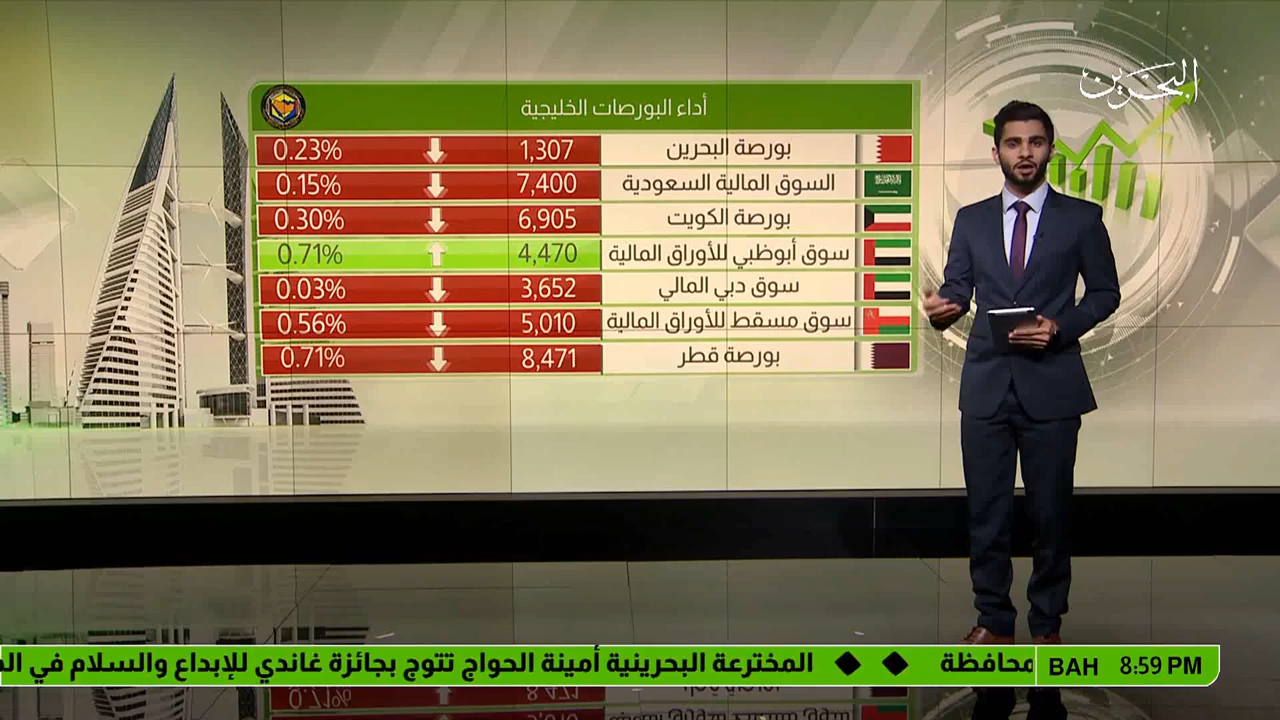 البحرين
أداء البورصات الخليجية
بورصة البحرين 1,307 0.23%
السوق المالية السعودية 7,400 0.15%
بورصة الكويت 6,905 0.30%
سوق أبوظبي للأوراق المالية 4,470 0.71%
سوق دبي المالي 3,652 0.03%
سوق مسقط للأوراق المالية 5,010 0.56%
بورصة قطر 8,471 0.71%
BAH 8:59 PM
محافظة ◆ ◆ المخترعة البحرينية أمينة الحواج تتوج بجائزة غاندي للإبداع والسلام في